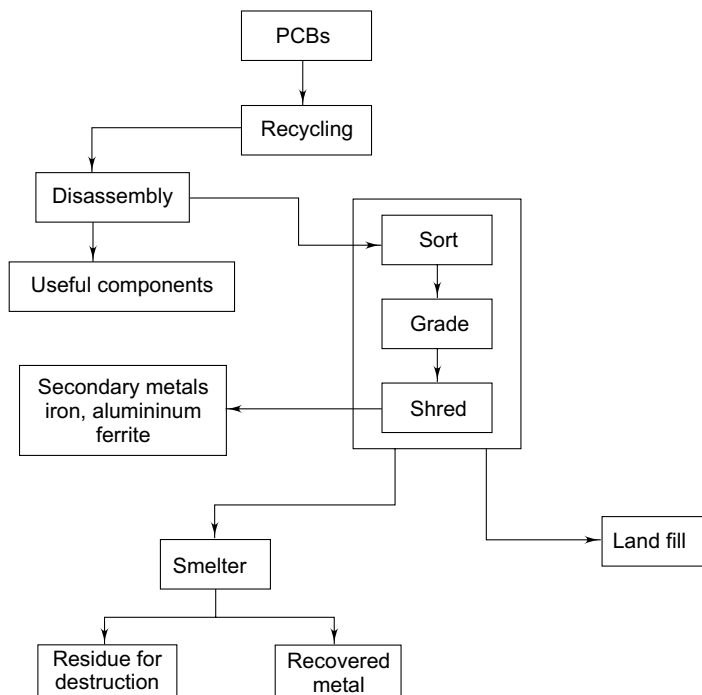 PCBs
Recycling
Disassembly
Sort
Useful components
Grade
Secondary metals
iron, alumininum
ferrite
Shred
Land fill
Smelter
Residue for
destruction
Recovered
metal